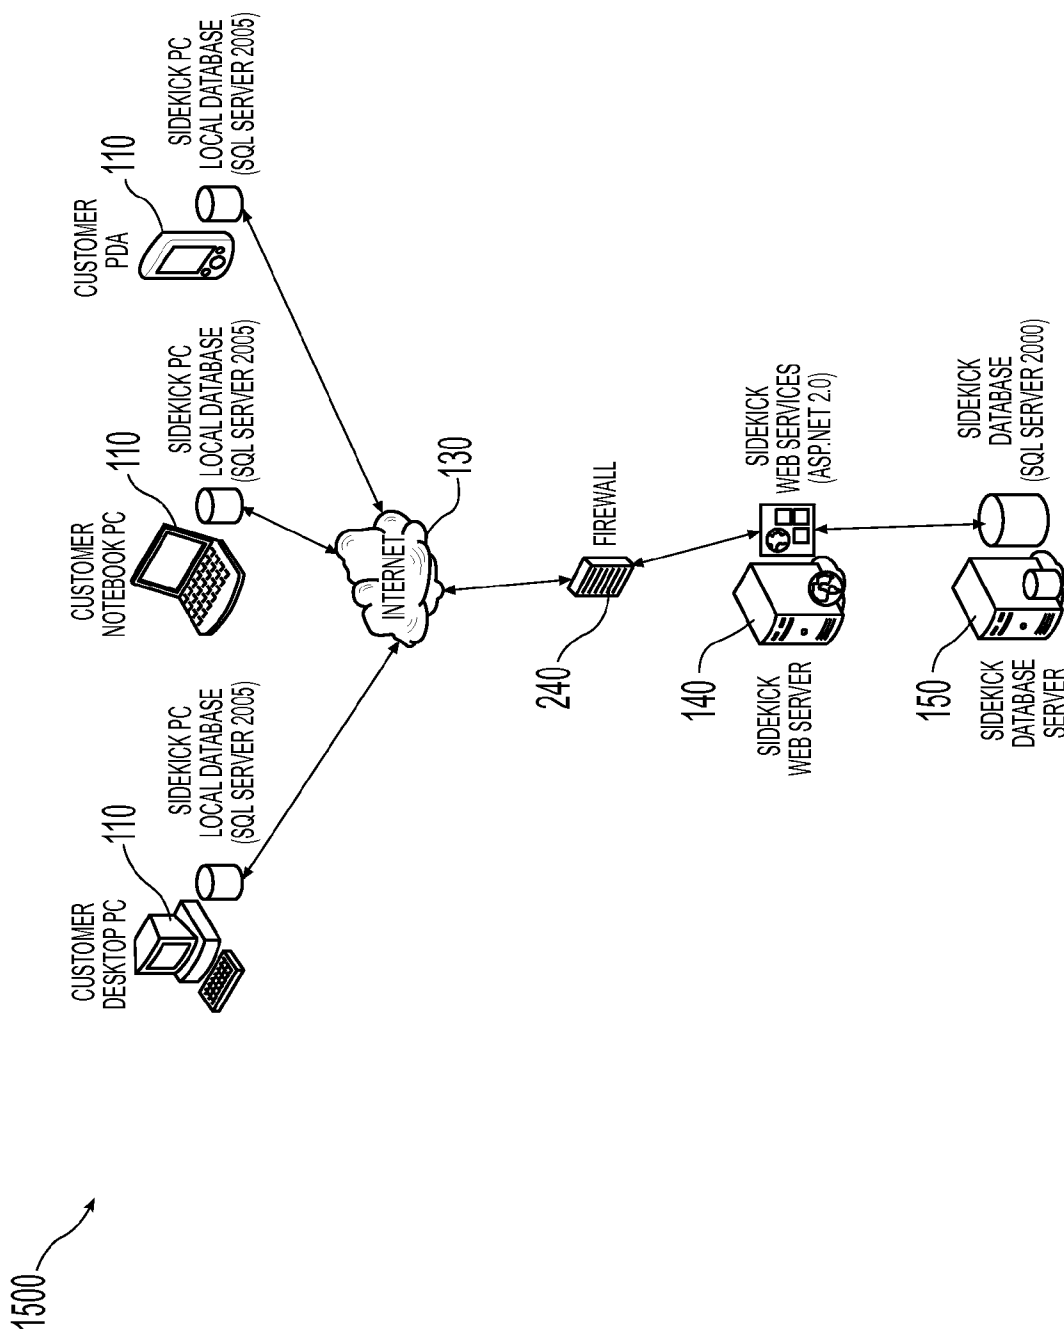 1500
CUSTOMER
DESKTOP PC
110
SIDEKICK PC
LOCAL DATABASE
(SQL SERVER 2005)
CUSTOMER
NOTEBOOK PC
110
SIDEKICK PC
LOCAL DATABASE
(SQL SERVER 2005)
CUSTOMER
PDA
110
SIDEKICK PC
LOCAL DATABASE
(SQL SERVER 2005)
INTERNET
130
240
FIREWALL
140
SIDEKICK
WEB SERVER
SIDEKICK
WEB SERVICES
(ASP.NET 2.0)
150
SIDEKICK
DATABASE
SERVER
SIDEKICK
DATABASE
(SQL SERVER 2000)